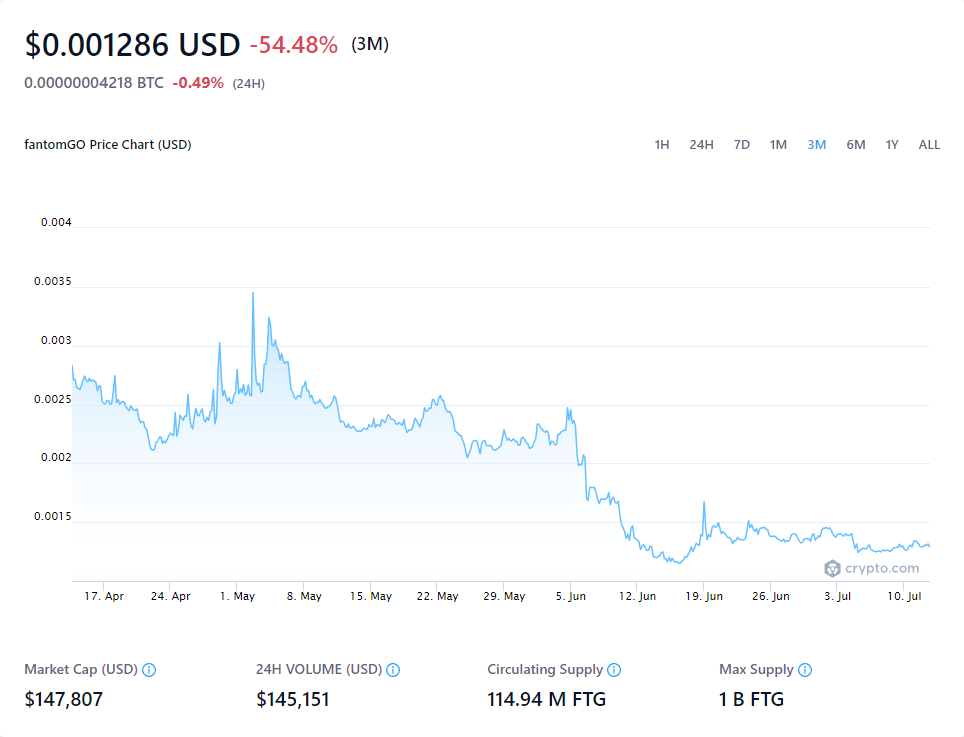 $0.001286 USD -54.48% (3M)
0.00000004218 BTC -0.49% (24H)
fantomGO Price Chart (USD) 1H 24H 7D 1M 3M 6M 1Y ALL
0.004
0.0035
0.003
0.0025
0.002
0.0015
crypto.com
17. Apr 24. Apr 1. May 8. May 15. May 22. May 29. May 5. Jun 12. Jun 19. Jun 26. Jun 3. Jul 10. Jul
Market Cap (USD) 24H VOLUME (USD) Circulating Supply Max Supply
$147,807 $145,151 114.94 M FTG 1 B FTG